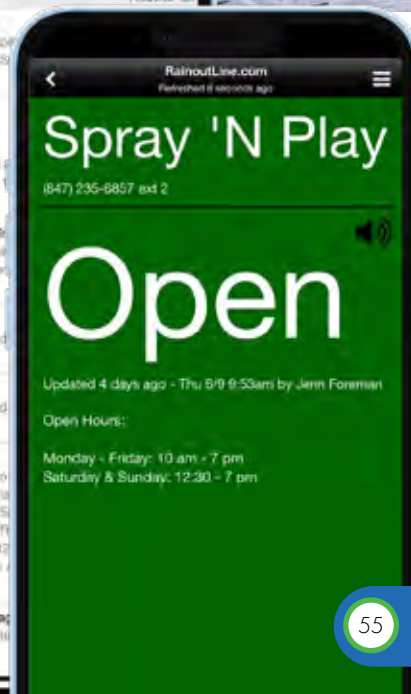 RainoutLine.com
Refreshed 8 seconds ago
Spray 'N Play
(847) 235-6857 ext 2
Open
Updated 4 days ago - Thu 6/9 9:53am by Jenn Foreman
Open Hours::
Monday - Friday: 10 am - 7 pm
Saturday & Sunday: 12:30 - 7 pm
55